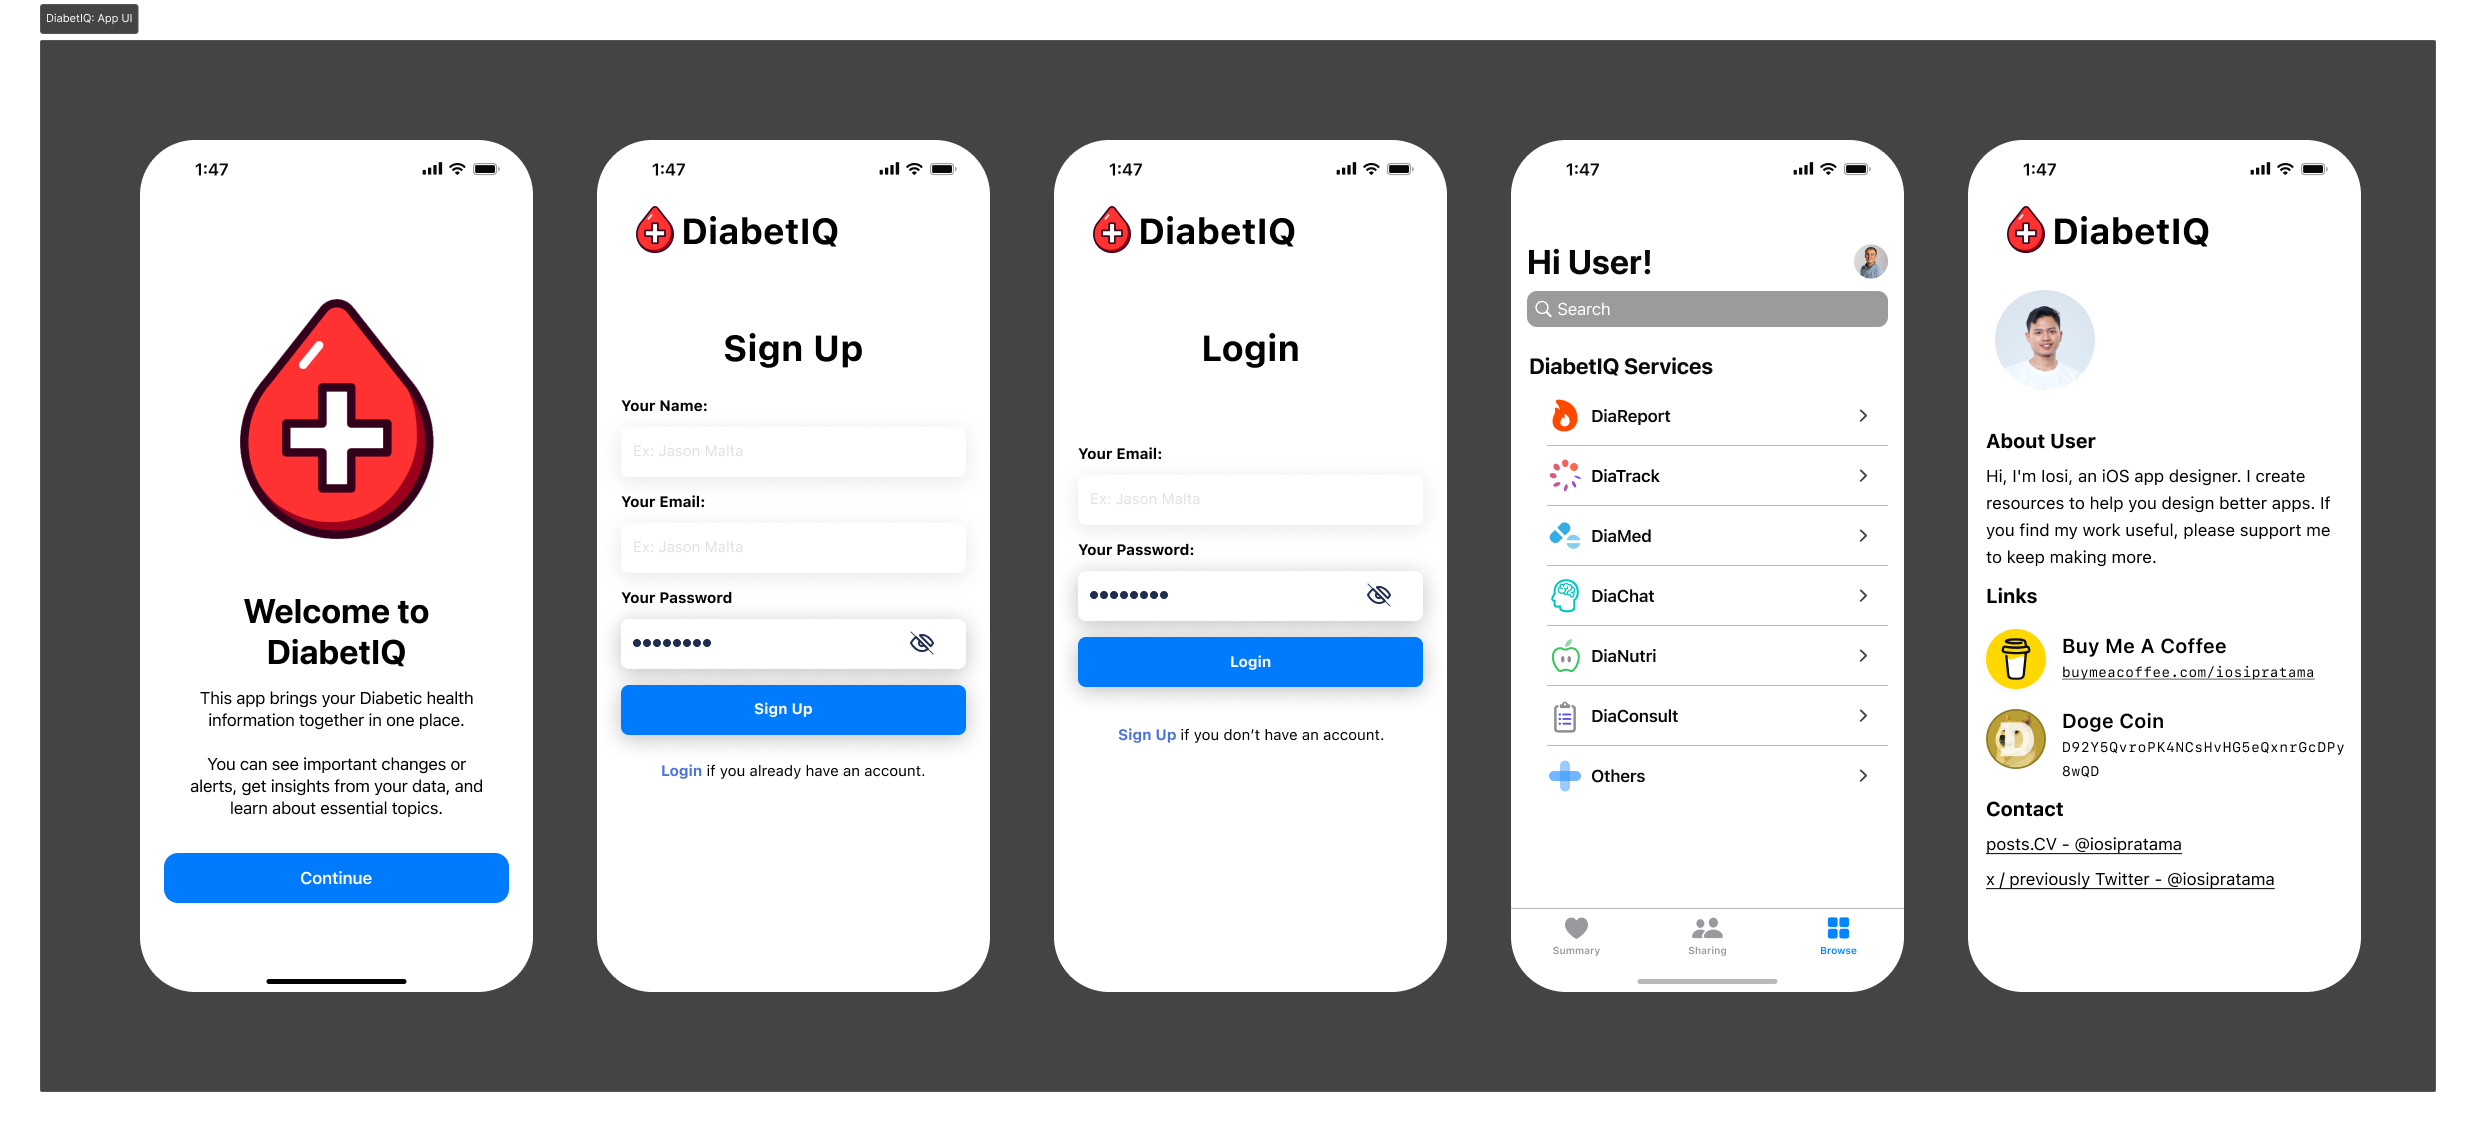 DiabetIQ: App UI
1:47
Welcome to
DiabetIQ
This app brings your Diabetic health
information together in one place.
You can see important changes or
alerts, get insights from your data, and
learn about essential topics.
Continue
1:47
DiabetIQ
Sign Up
Your Name:
Ex: Jason Malta
Your Email:
Ex: Jason Malta
Your Password
Sign Up
Login if you already have an account.
1:47
DiabetIQ
Login
Your Email:
Ex: Jason Malta
Your Password:
Login
Sign Up if you don’t have an account.
1:47
Hi User!
Search
DiabetIQ Services
DiaReport
DiaTrack
DiaMed
DiaChat
DiaNutri
DiaConsult
Others
Summary
Sharing
Browse
1:47
DiabetIQ
About User
Hi, I'm Iosi, an iOS app designer. I create
resources to help you design better apps. If
you find my work useful, please support me
to keep making more.
Links
Buy Me A Coffee
buymeacoffee.com/iosipratama
Doge Coin
D92Y5QvroPK4NCsHvHG5eQxnrGcDPy
8wQD
Contact
posts.CV - @iosipratama
x / previously Twitter - @iosipratama